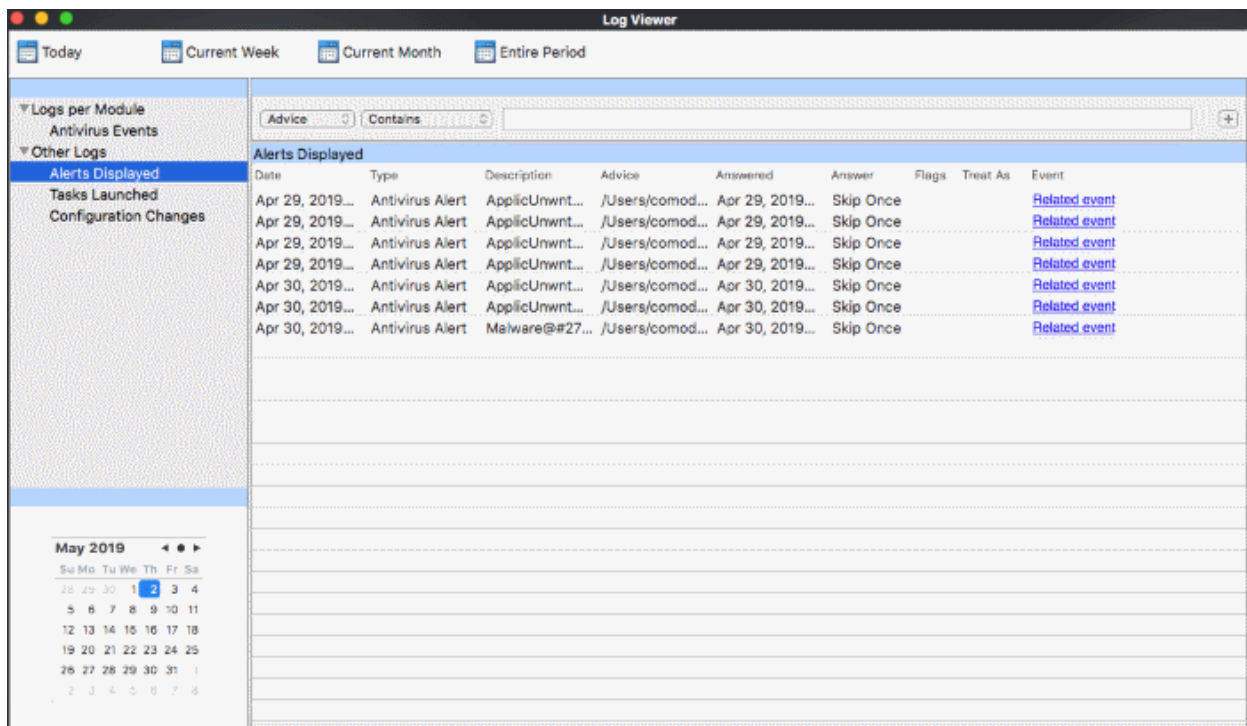 Log Viewer
Today Current Week Current Month Entire Period
Logs per Module
Antivirus Events
Other Logs
Alerts Displayed
Tasks Launched
Configuration Changes
Advice Contains
Alerts Displayed
Date Type Description Advice Answered Answer Flags Treat As Event
Apr 29, 2019... Antivirus Alert ApplicUnwnt... /Users/comod... Apr 29, 2019... Skip Once Related event
Apr 29, 2019... Antivirus Alert ApplicUnwnt... /Users/comod... Apr 29, 2019... Skip Once Related event
Apr 29, 2019... Antivirus Alert ApplicUnwnt... /Users/comod... Apr 29, 2019... Skip Once Related event
Apr 29, 2019... Antivirus Alert ApplicUnwnt... /Users/comod... Apr 29, 2019... Skip Once Related event
Apr 30, 2019... Antivirus Alert ApplicUnwnt... /Users/comod... Apr 30, 2019... Skip Once Related event
Apr 30, 2019... Antivirus Alert ApplicUnwnt... /Users/comod... Apr 30, 2019... Skip Once Related event
Apr 30, 2019... Antivirus Alert Malware@#27... /Users/comod... Apr 30, 2019... Skip Once Related event
May 2019
Su Mo Tu We Th Fr Sa
28 29 30 1 2 3 4
5 6 7 8 9 10 11
12 13 14 15 16 17 18
19 20 21 22 23 24 25
26 27 28 29 30 31 1
2 3 4 5 6 7 8